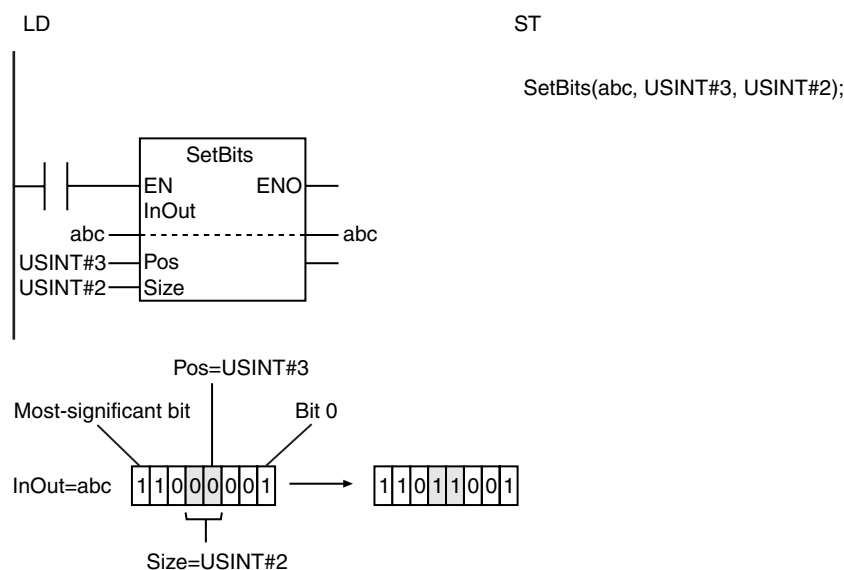 LD
ST
SetBits(abc, USINT#3, USINT#2);
SetBits
EN ENO
InOut
abc abc
USINT#3 Pos
USINT#2 Size
Pos=USINT#3
Most-significant bit Bit 0
InOut=abc 1 1 0 0 0 0 0 1 1 1 0 1 1 0 0 1
Size=USINT#2